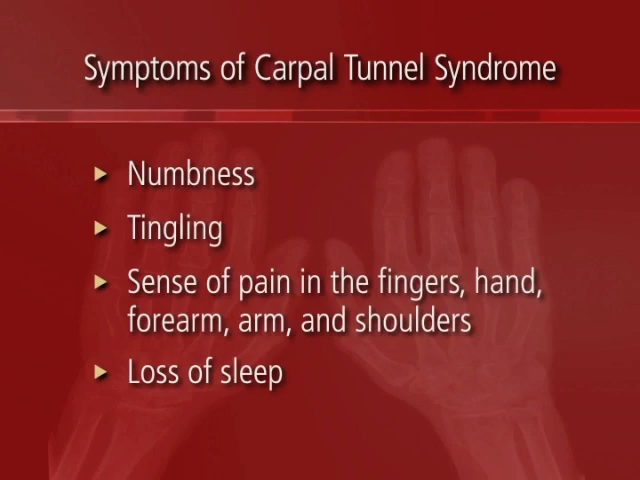 Symptoms of Carpal Tunnel Syndrome
Numbness
Tingling
Sense of pain in the fingers, hand,
forearm, arm, and shoulders
Loss of sleep